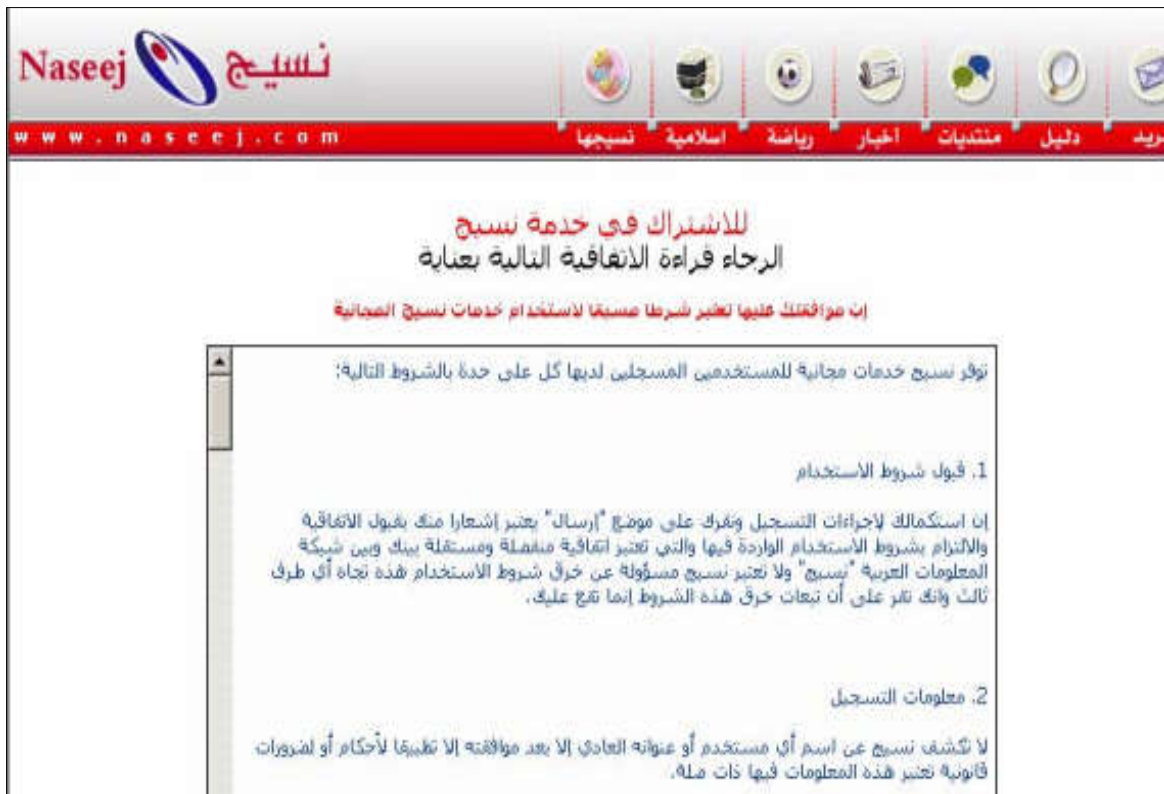 Naseej نسيج
www.naseej.com
بريد دليل منتديات أخبار رياضة اسلامية نسيجها
للاشتراك في خدمة نسيج
الرجاء قراءة الاتفاقية التالية بعناية
إن موافقتك عليها تعتبر شرطا مسبقا لاستخدام خدمات نسيج المجانية
توفر نسيج خدمات مجانية للمستخدمين المسجلين لديها كل على حدة بالشروط التالية:
1. قبول شروط الاستخدام
إن استكمالك لإجراءات التسجيل ونقرك على موضع "إرسال" يعتبر إشعارا منك بقبول الاتفاقية
والالتزام بشروط الاستخدام الواردة فيها والتي تعتبر اتفاقية منفصلة ومستقلة بينك وبين شبكة
المعلومات العربية "نسيج" ولا تعتبر نسيج مسؤولة عن خرق شروط الاستخدام هذه تجاه أي طرف
ثالث وانك تقر على أن تبعات خرق هذه الشروط إنما تقع عليك.
2. معلومات التسجيل
لا تكشف نسيج عن اسم أي مستخدم أو عنوانه العادي إلا بعد موافقته إلا تطبيقا لأحكام أو لضرورات
قانونية تعتبر هذه المعلومات فيها ذات صلة.